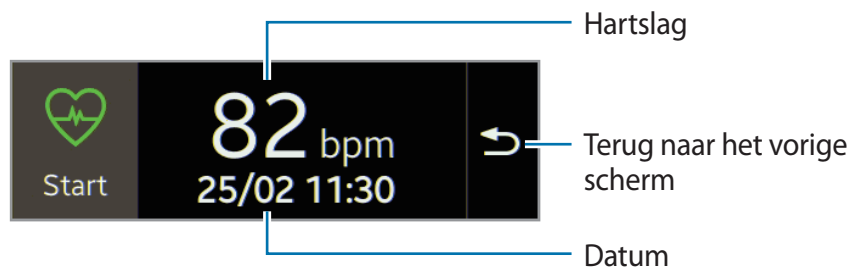 Hartslag
82 bpm
Start
25/02 11:30
Terug naar het vorige
scherm
Datum